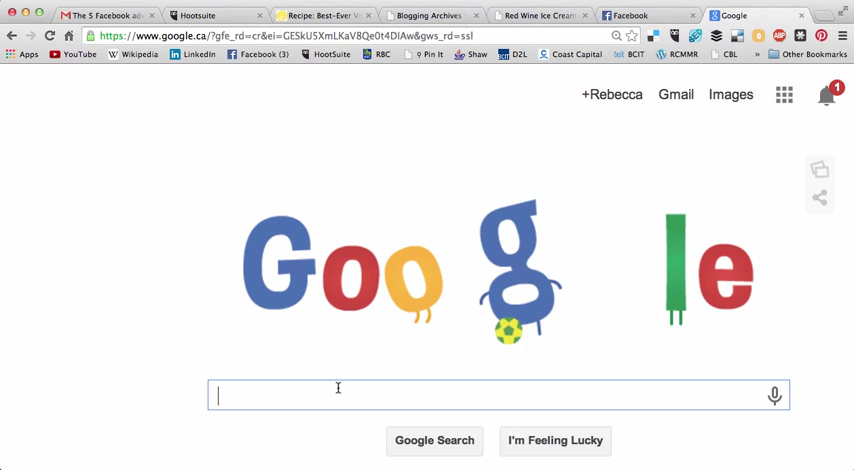 The 5 Facebook ad
Hootsuite
Recipe: Best-Ever V
Blogging Archives
Red Wine Ice Cream
Facebook
Google
https://www.google.ca/?gfe_rd=cr&ei=GESkU5XmLKaV8Qe0t4DIAw&gws_rd=ssl
Apps YouTube Wikipedia LinkedIn Facebook (3) HootSuite RBC Pin It Shaw D2L Coast Capital BCIT RCMMR CBL » Other Bookmarks
+Rebecca Gmail Images 1
Google
Google Search I'm Feeling Lucky